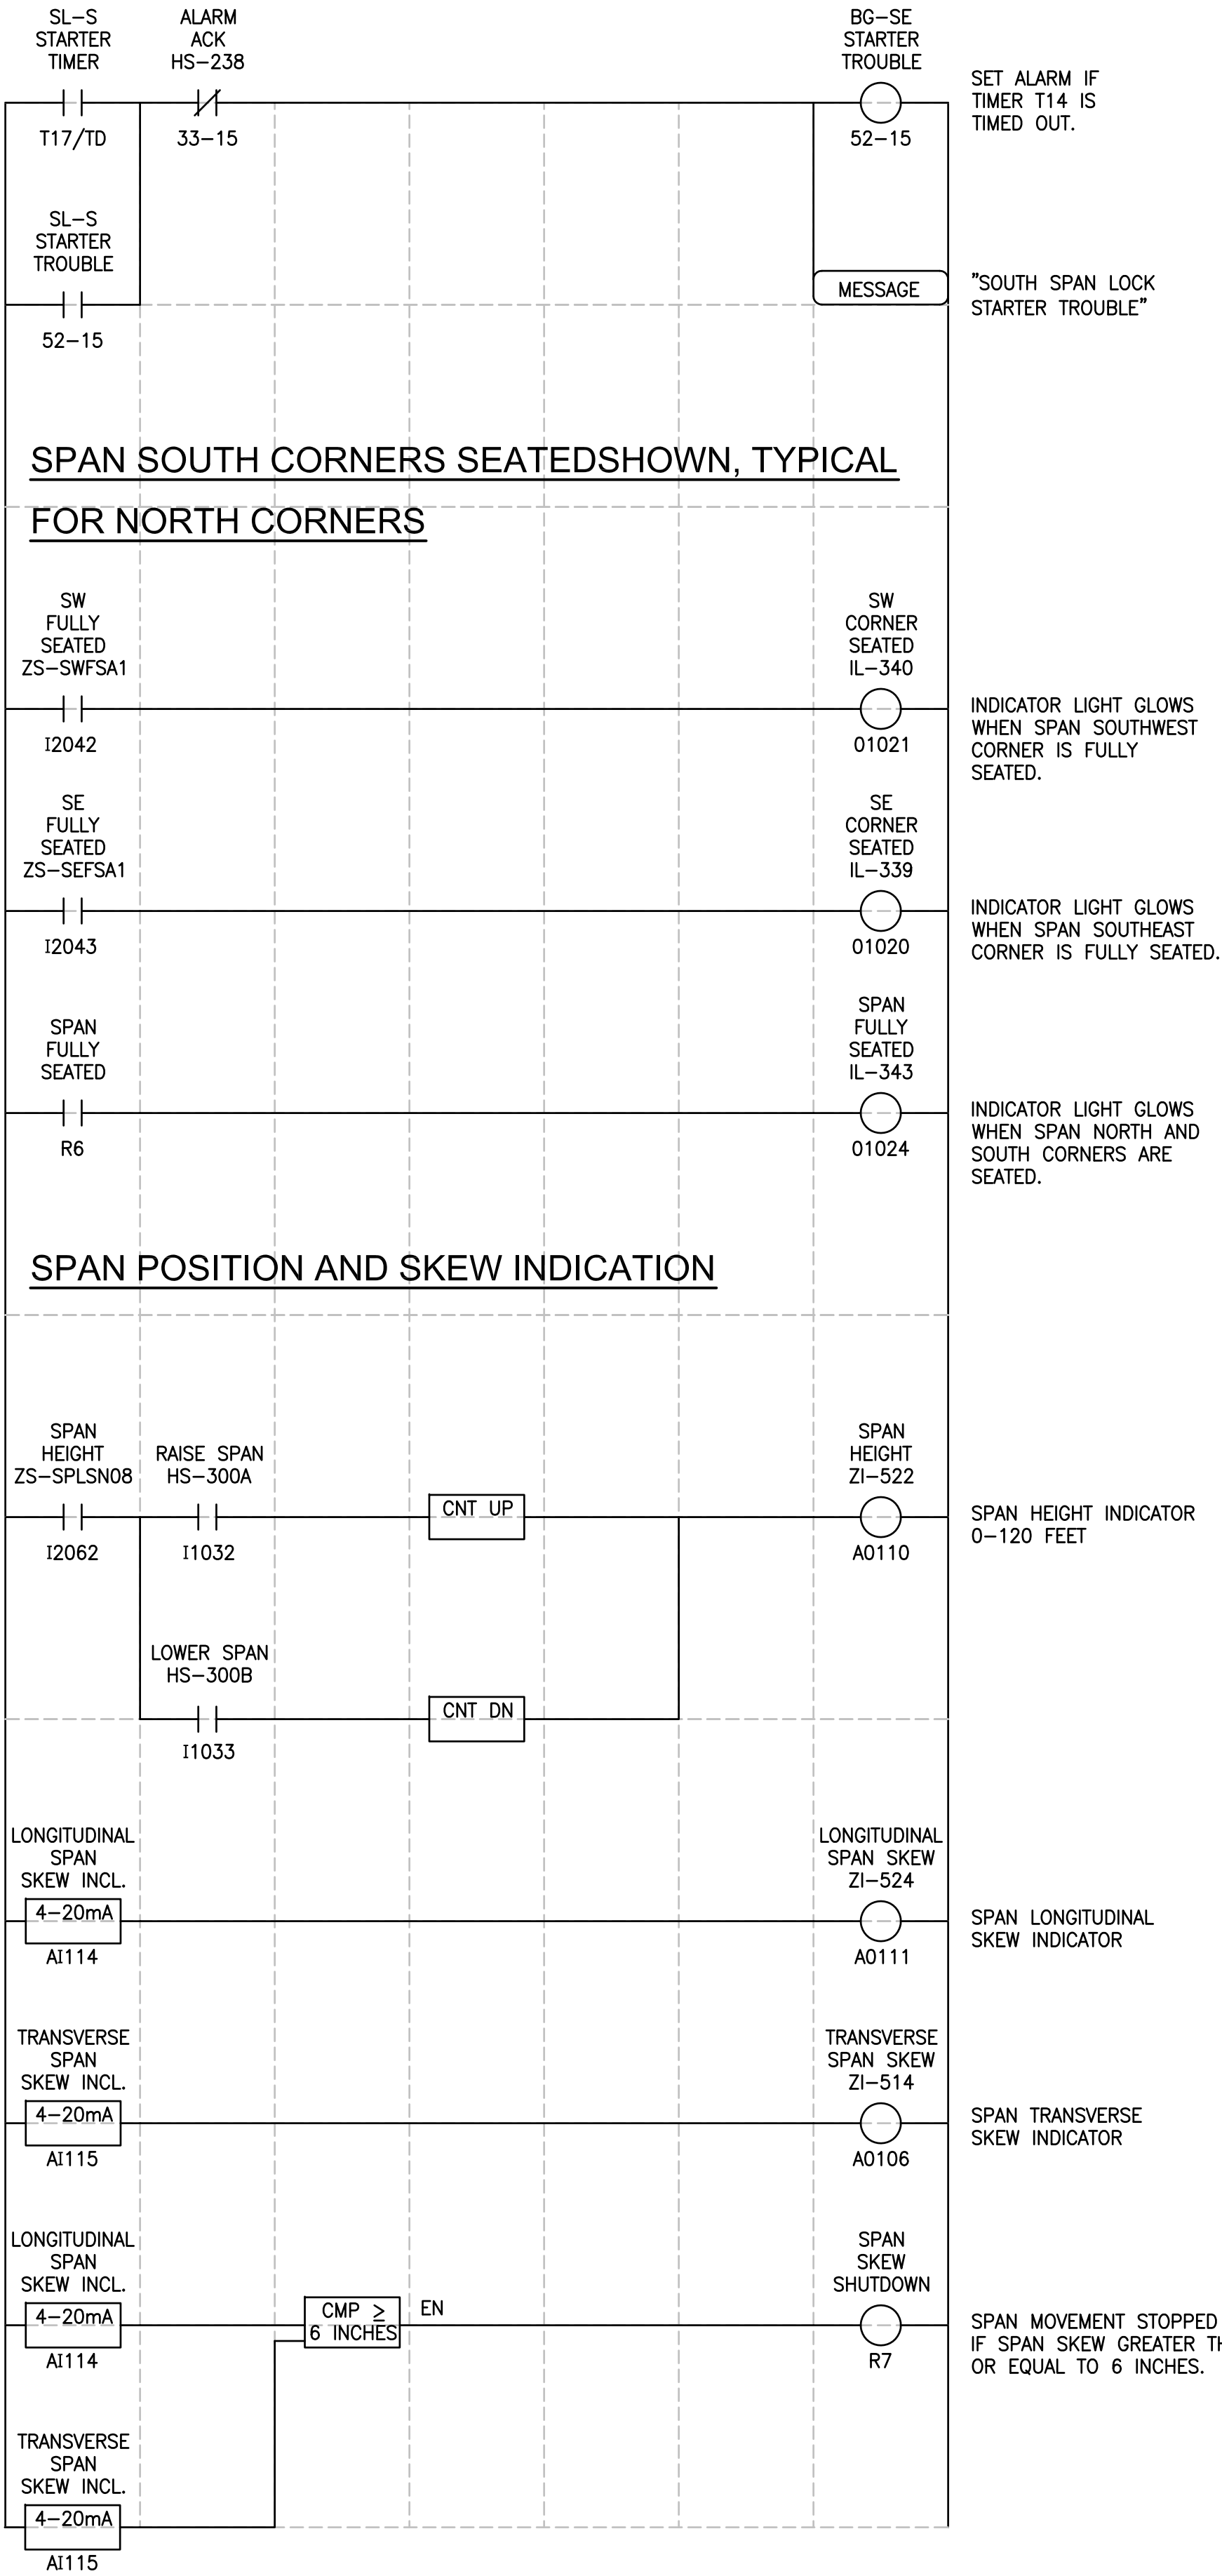 SL-S
STARTER
TIMER
ALARM
ACK
HS-238
BG-SE
STARTER
TROUBLE
SET ALARM IF
TIMER T14 IS
TIMED OUT.
T17/TD
33-15
52-15
SL-S
STARTER
TROUBLE
MESSAGE
"SOUTH SPAN LOCK
STARTER TROUBLE"
52-15
SPAN SOUTH CORNERS SEATEDSHOWN, TYPICAL
FOR NORTH CORNERS
SW
FULLY
SEATED
ZS-SWFSA1
SW
CORNER
SEATED
IL-340
I2042
O1021
INDICATOR LIGHT GLOWS
WHEN SPAN SOUTHWEST
CORNER IS FULLY
SEATED.
SE
FULLY
SEATED
ZS-SEFSA1
SE
CORNER
SEATED
IL-339
I2043
O1020
INDICATOR LIGHT GLOWS
WHEN SPAN SOUTHEAST
CORNER IS FULLY SEATED.
SPAN
FULLY
SEATED
SPAN
FULLY
SEATED
IL-343
R6
O1024
INDICATOR LIGHT GLOWS
WHEN SPAN NORTH AND
SOUTH CORNERS ARE
SEATED.
SPAN POSITION AND SKEW INDICATION
SPAN
HEIGHT
ZS-SPLSN08
RAISE SPAN
HS-300A
CNT UP
SPAN
HEIGHT
ZI-522
I2062
I1032
AO110
SPAN HEIGHT INDICATOR
0-120 FEET
LOWER SPAN
HS-300B
CNT DN
I1033
LONGITUDINAL
SPAN
SKEW INCL.
4-20mA
AI114
LONGITUDINAL
SPAN SKEW
ZI-524
AO111
SPAN LONGITUDINAL
SKEW INDICATOR
TRANSVERSE
SPAN
SKEW INCL.
4-20mA
AI115
TRANSVERSE
SPAN SKEW
ZI-514
AO106
SPAN TRANSVERSE
SKEW INDICATOR
LONGITUDINAL
SPAN
SKEW INCL.
4-20mA
AI114
CMP ≥
6 INCHES
EN
SPAN
SKEW
SHUTDOWN
R7
SPAN MOVEMENT STOPPED
IF SPAN SKEW GREATER
OR EQUAL TO 6 INCHES.
TRANSVERSE
SPAN
SKEW INCL.
4-20mA
AI115